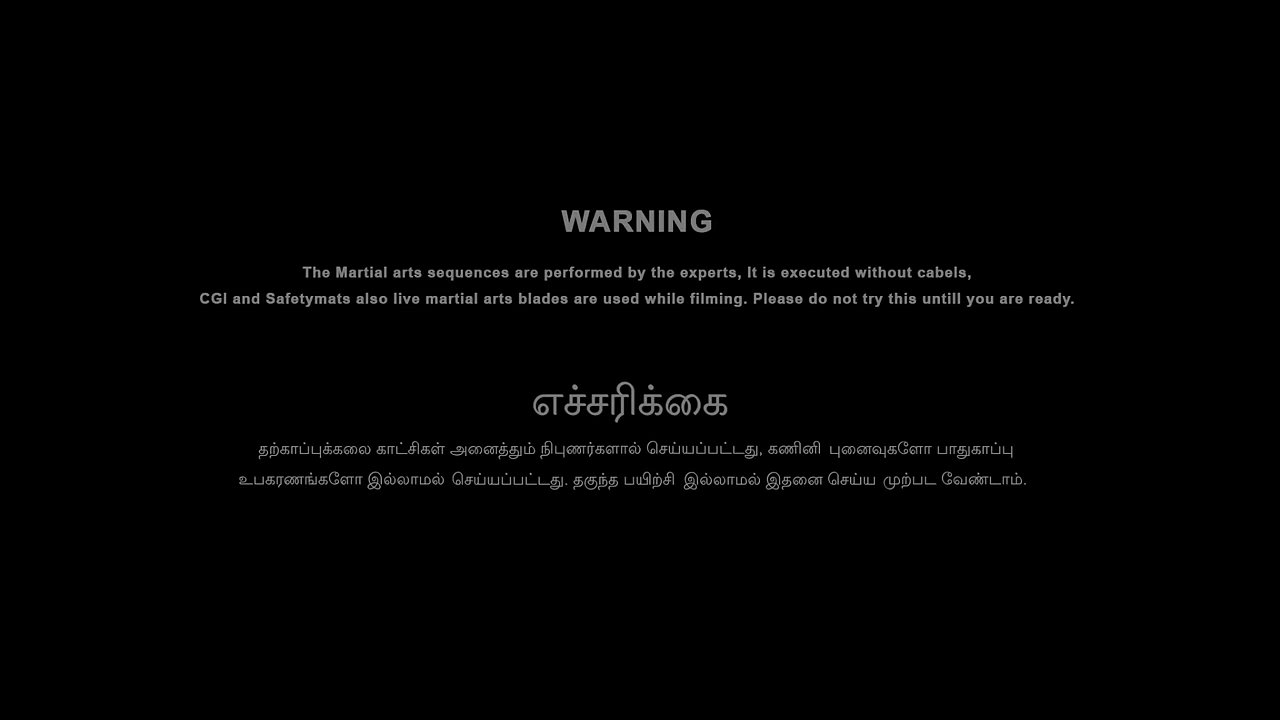 WARNING
The Martial arts sequences are performed by the experts, It is executed without cabels,
CGI and Safetymats also live martial arts blades are used while filming. Please do not try this untill you are ready.
எச்சரிக்கை
தற்காப்புக்கலை காட்சிகள் அனைத்தும் நிபுணர்களால் செய்யப்பட்டது, கணினி புனைவுகளோ பாதுகாப்பு
உபகரணங்களோ இல்லாமல் செய்யப்பட்டது. தகுந்த பயிற்சி இல்லாமல் இதனை செய்ய முற்பட வேண்டாம்.